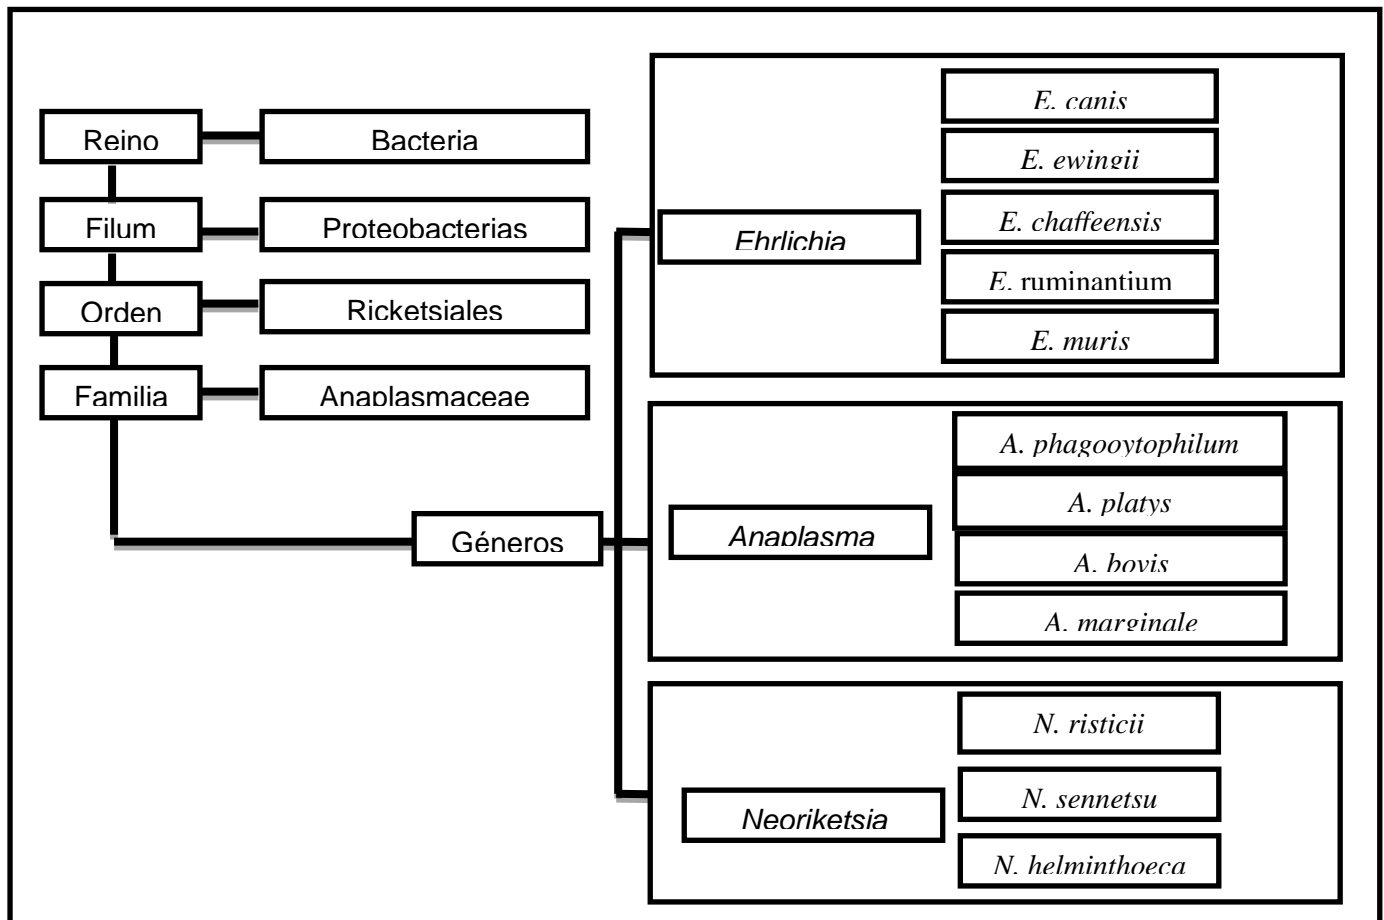 Reino
Bacteria
Filum
Proteobacterias
Orden
Ricketsiales
Familia
Anaplasmaceae
Géneros
Ehrlichia
E. canis
E. ewingii
E. chaffeensis
E. ruminantium
E. muris
Anaplasma
A. phagooytophilum
A. platys
A. bovis
A. marginale
Neoriketsia
N. risticii
N. sennetsu
N. helminthoeca